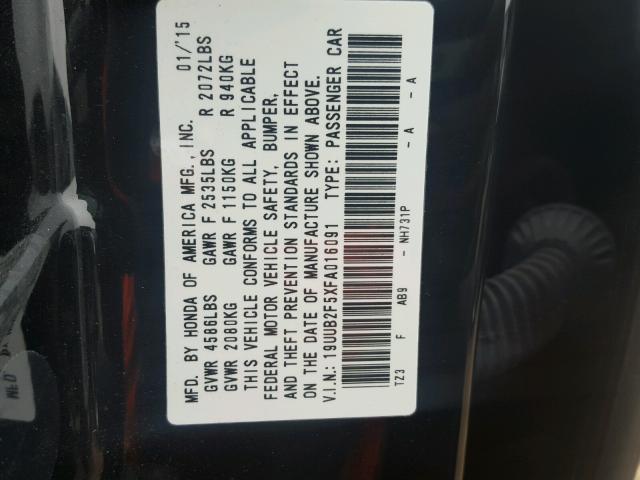 MFD. BY HONDA OF AMERICA MFG., INC. 01/'15
GVWR 4586LBS GAWR F 2535LBS R 2072LBS
GVWR 2080KG GAWR F 1150KG R 940KG
THIS VEHICLE CONFORMS TO ALL APPLICABLE
FEDERAL MOTOR VEHICLE SAFETY, BUMPER,
AND THEFT PREVENTION STANDARDS IN EFFECT
ON THE DATE OF MANUFACTURE SHOWN ABOVE.
V.I.N.: 19UUB2F5XFA016091 TYPE: PASSENGER CAR
TZ3 F AB9 - NH731P - A - A